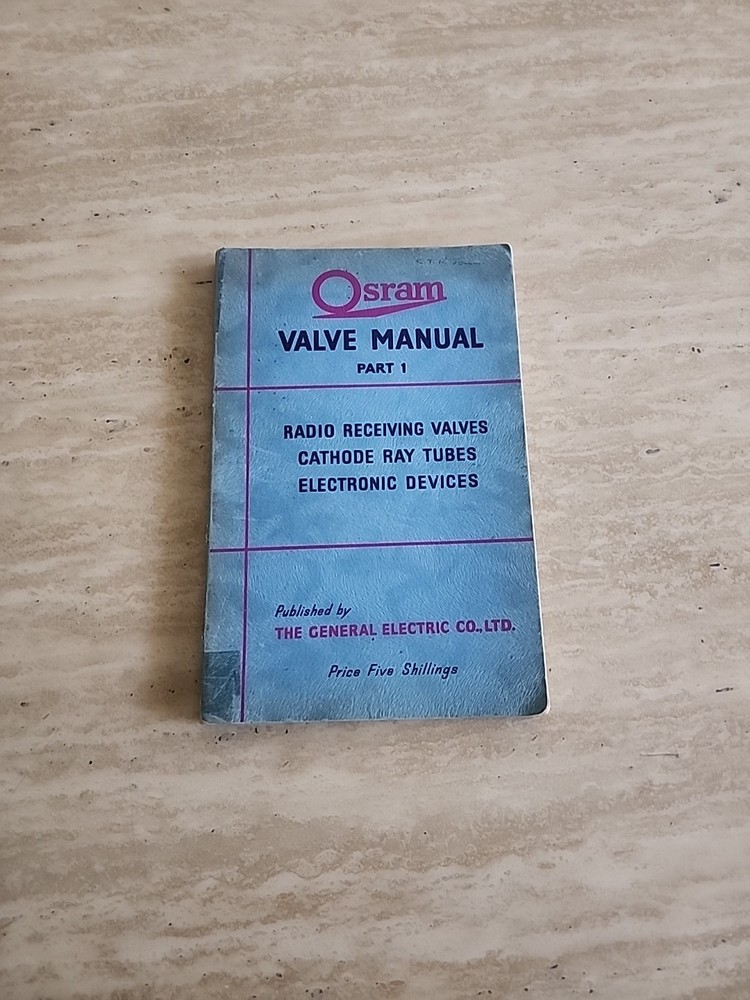 Osram
VALVE MANUAL
PART 1
RADIO RECEIVING VALVES
CATHODE RAY TUBES
ELECTRONIC DEVICES
Published by
THE GENERAL ELECTRIC CO., LTD.
Price Five Shillings